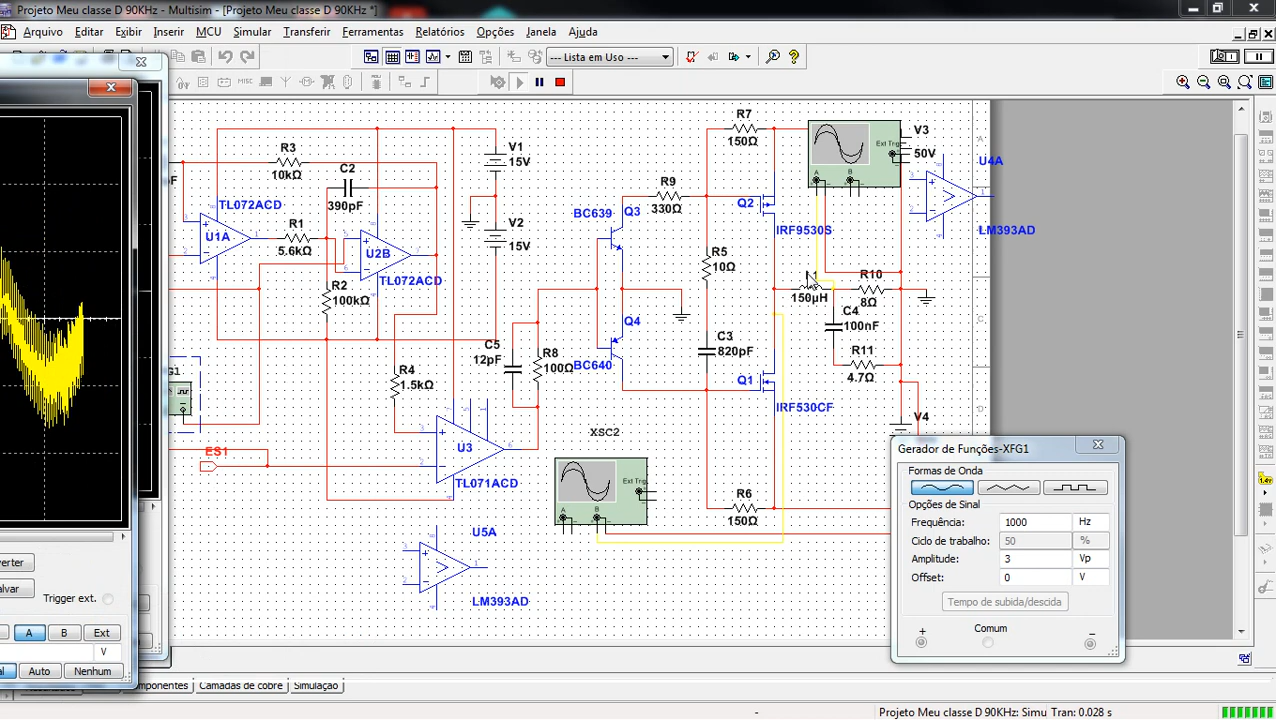 Projeto Meu classe D 90KHz - Multisim - [Projeto Meu classe D 90KHz *]
Arquivo Editar Exibir Inserir MCU Simular Transferir Ferramentas Relatórios Opções Janela Ajuda
--- Lista em Uso ---
MISC
R7
150Ω
V3
50V
Ext Trig
A B
U4A
LM393AD
R3
10kΩ
C2
390pF
V1
15V
V2
15V
TL072ACD
U1A
R1
5.6kΩ
U2B
TL072ACD
R2
100kΩ
BC639
Q3
R9
330Ω
Q2
IRF9530S
R5
10Ω
150µH
R10
8Ω
C4
100nF
Q4
BC640
C5
12pF
R8
100Ω
C3
820pF
R11
4.7Ω
Q1
IRF530CF
R4
1.5kΩ
V4
XSC2
ES1
U3
TL071ACD
Ext Trig
A B
R6
150Ω
U5A
LM393AD
Gerador de Funções-XFG1
Formas de Onda
Opções de Sinal
Frequência: 1000 Hz
Ciclo de trabalho: 50 %
Amplitude: 3 Vp
Offset: 0 V
Tempo de subida/descida
+ Comum −
Trigger ext.
A B Ext
V
Auto Nenhum
Camadas de cobre Simulação
Projeto Meu classe D 90KHz: Simu Tran: 0.028 s